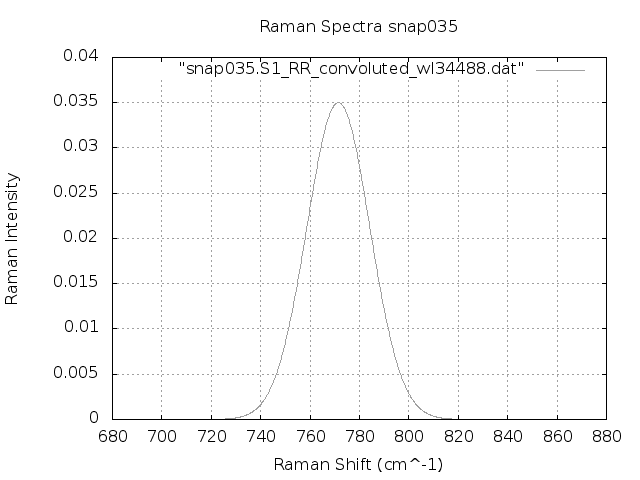 Raman Spectra snap035
"snap035.S1_RR_convoluted_wl34488.dat"
0.04
0.035
0.03
0.025
0.02
0.015
0.01
0.005
0
Raman Intensity
680 700 720 740 760 780 800 820 840 860 880
Raman Shift (cm^-1)